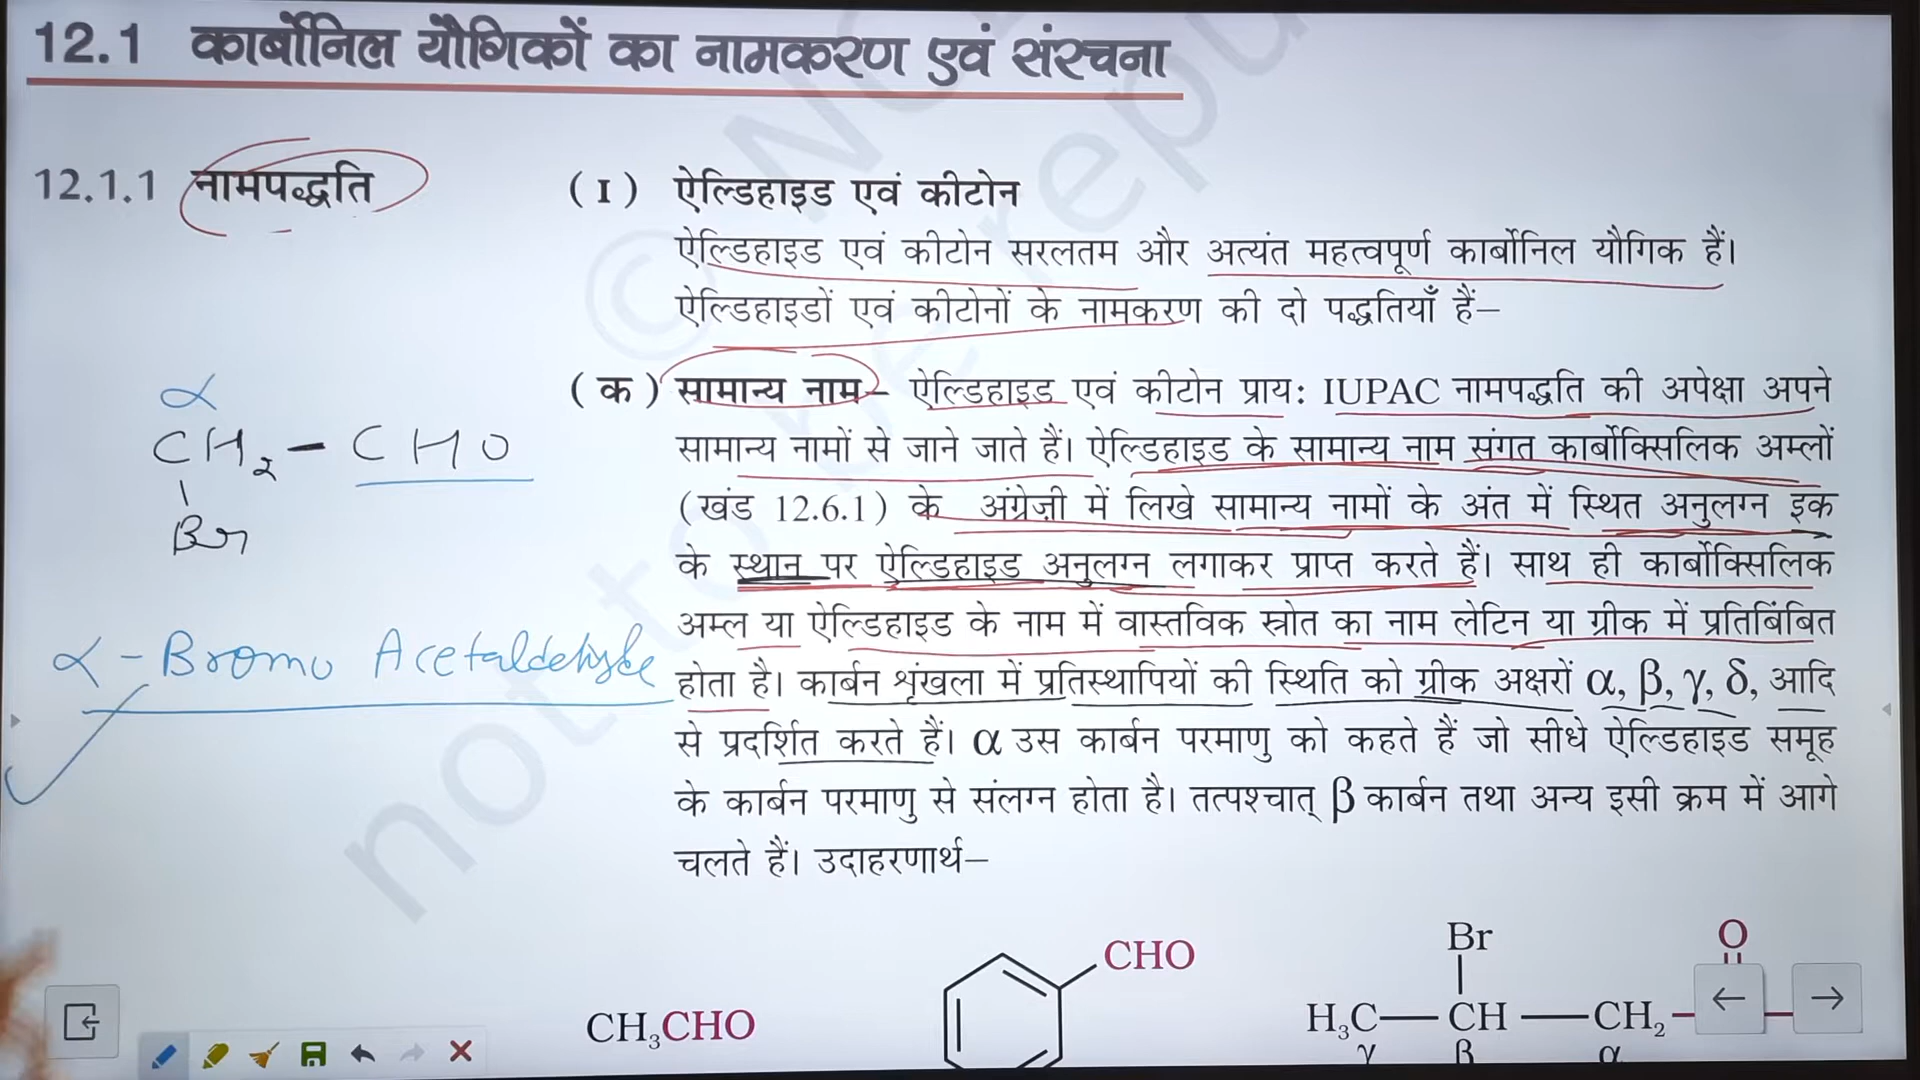 12.1 कार्बोनिल यौगिकों का नामकरण एवं संरचना
12.1.1 नामपद्धति
(I) ऐल्डिहाइड एवं कीटोन
ऐल्डिहाइड एवं कीटोन सरलतम और अत्यंत महत्वपूर्ण कार्बोनिल यौगिक हैं।
ऐल्डिहाइडों एवं कीटोनों के नामकरण की दो पद्धतियाँ हैं–
(क) सामान्य नाम– ऐल्डिहाइड एवं कीटोन प्राय: IUPAC नामपद्धति की अपेक्षा अपने
सामान्य नामों से जाने जाते हैं। ऐल्डिहाइड के सामान्य नाम संगत कार्बोक्सिलिक अम्लों
(खंड 12.6.1) के अंग्रेज़ी में लिखे सामान्य नामों के अंत में स्थित अनुलग्न इक
के स्थान पर ऐल्डिहाइड अनुलग्न लगाकर प्राप्त करते हैं। साथ ही कार्बोक्सिलिक
अम्ल या ऐल्डिहाइड के नाम में वास्तविक स्रोत का नाम लेटिन या ग्रीक में प्रतिबिंबित
होता है। कार्बन शृंखला में प्रतिस्थापियों की स्थिति को ग्रीक अक्षरों α, β, γ, δ, आदि
से प्रदर्शित करते हैं। α उस कार्बन परमाणु को कहते हैं जो सीधे ऐल्डिहाइड समूह
के कार्बन परमाणु से संलग्न होता है। तत्पश्चात् β कार्बन तथा अन्य इसी क्रम में आगे
चलते हैं। उदाहरणार्थ–
α
CH₂ – CHO
Br
α – Bromo Acetaldehyde
CH₃CHO
CHO
Br
O
H₃C — CH — CH₂ –
γ β α
© NC
not to be repu